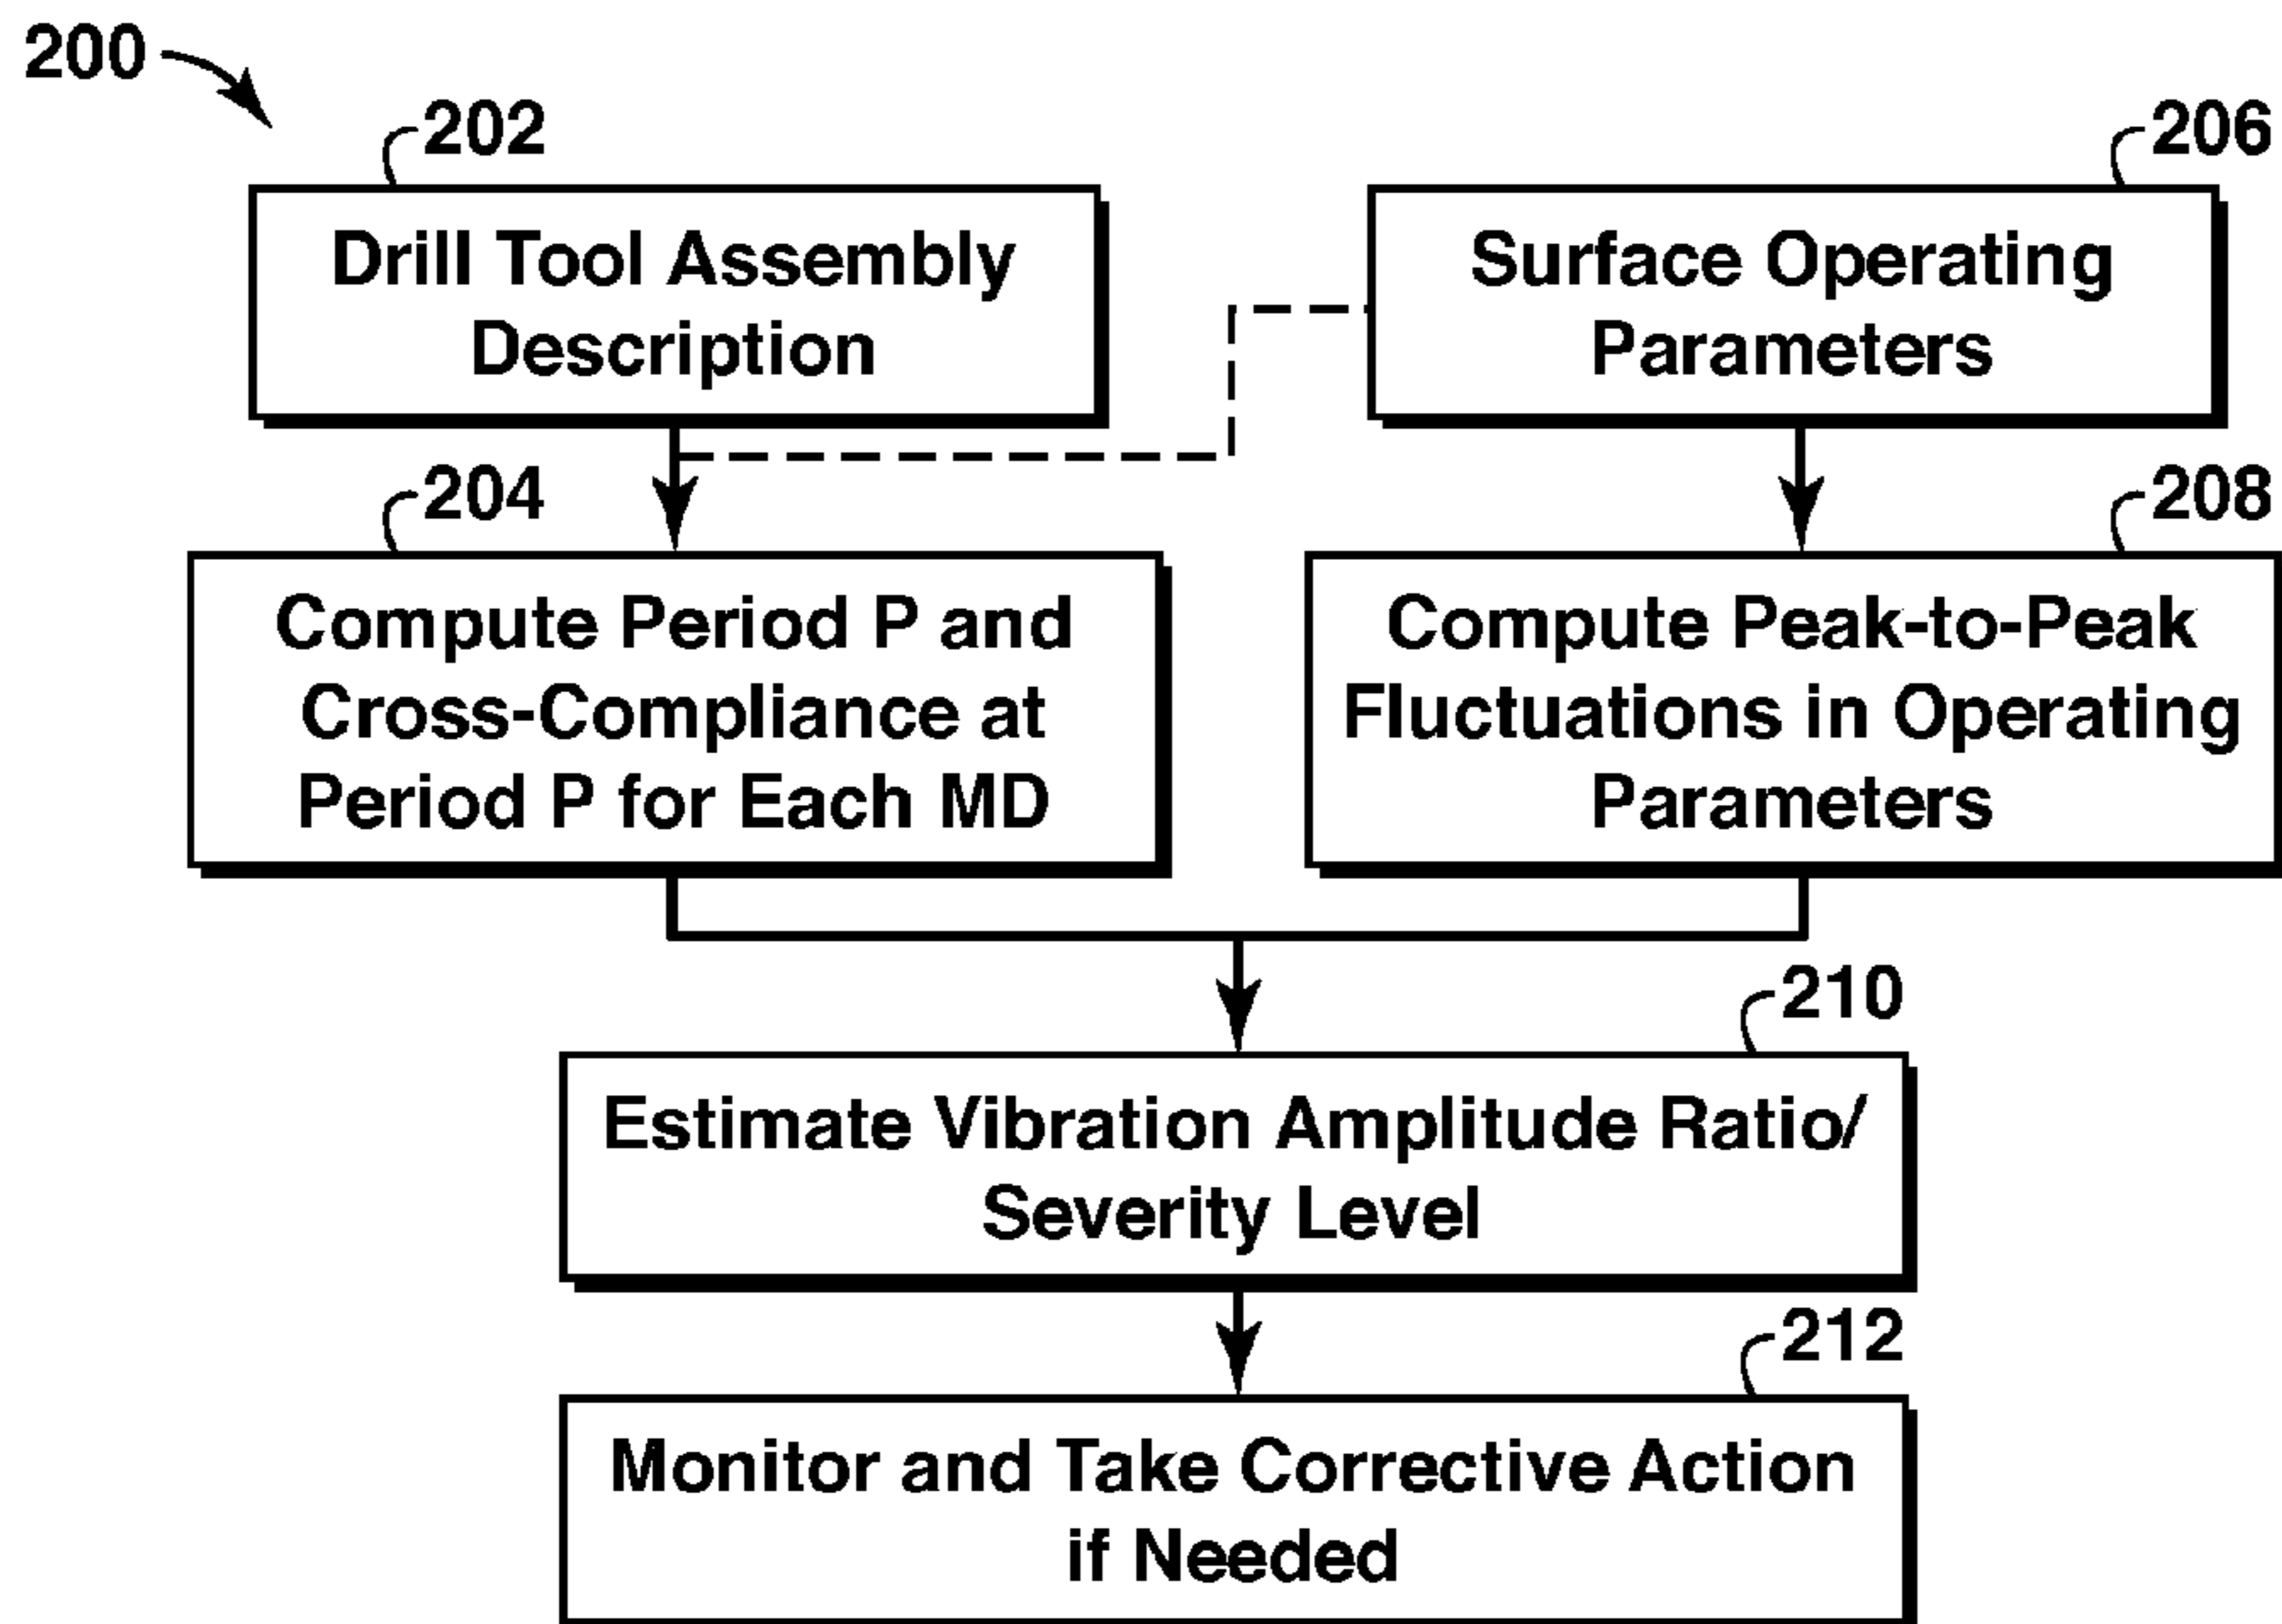 200
202
Drill Tool Assembly
Description
206
Surface Operating
Parameters
204
Compute Period P and
Cross-Compliance at
Period P for Each MD
208
Compute Peak-to-Peak
Fluctuations in Operating
Parameters
210
Estimate Vibration Amplitude Ratio/
Severity Level
212
Monitor and Take Corrective Action
if Needed